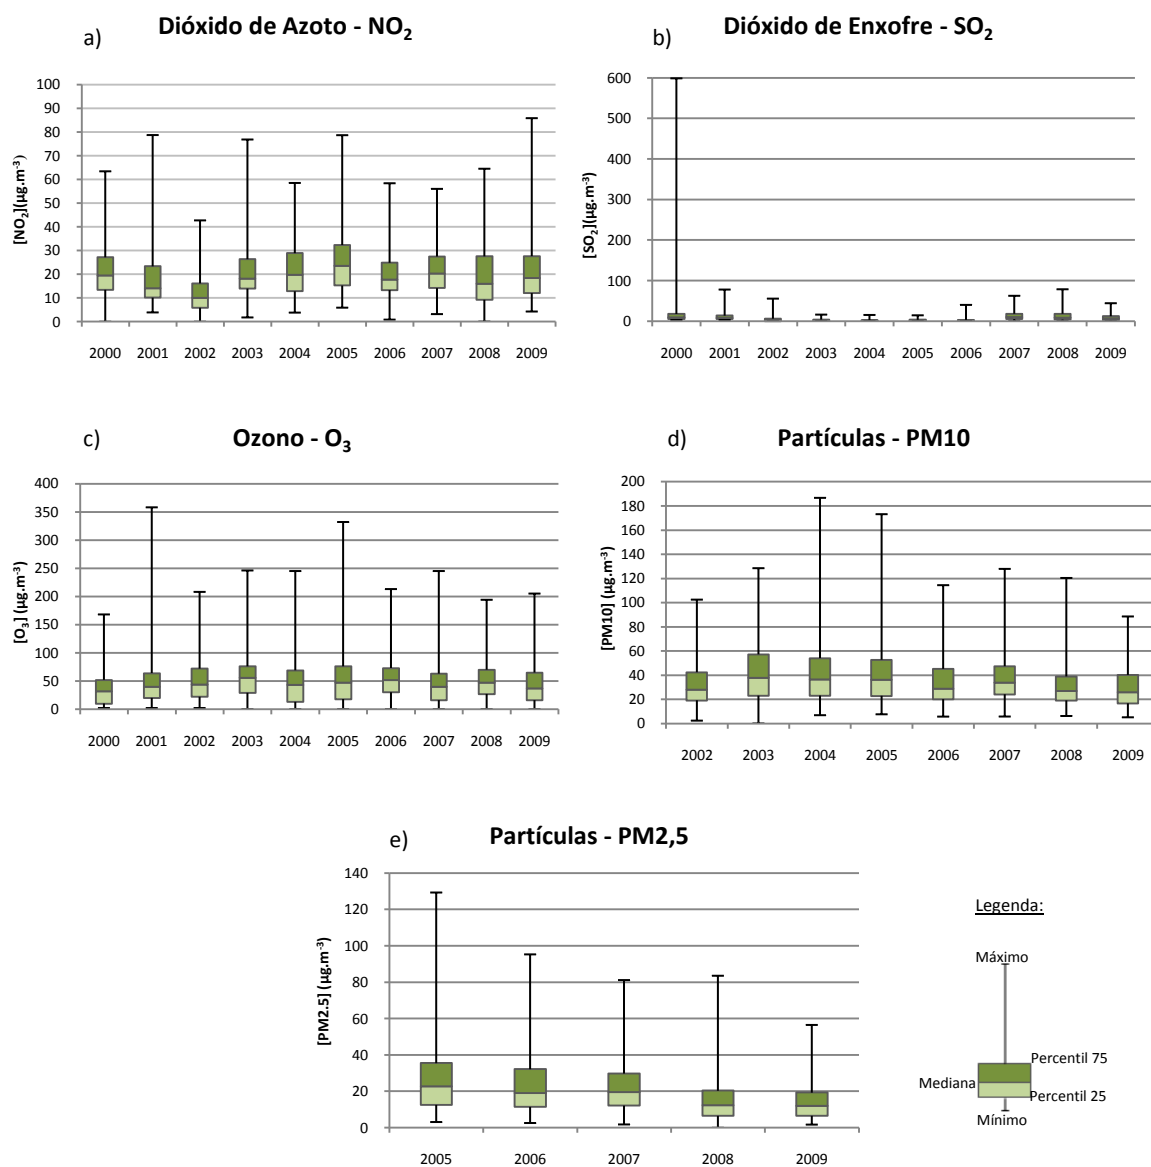 a)
Dióxido de Azoto - NO₂
[NO₂](µg.m⁻³)
100
90
80
70
60
50
40
30
20
10
0
2000 2001 2002 2003 2004 2005 2006 2007 2008 2009
b)
Dióxido de Enxofre - SO₂
[SO₂](µg.m⁻³)
600
500
400
300
200
100
0
2000 2001 2002 2003 2004 2005 2006 2007 2008 2009
c)
Ozono - O₃
[O₃] (µg.m⁻³)
400
350
300
250
200
150
100
50
0
2000 2001 2002 2003 2004 2005 2006 2007 2008 2009
d)
Partículas - PM10
[PM10] (µg.m⁻³)
200
180
160
140
120
100
80
60
40
20
0
2002 2003 2004 2005 2006 2007 2008 2009
e)
Partículas - PM2,5
[PM2.5] (µg.m⁻³)
140
120
100
80
60
40
20
0
2005 2006 2007 2008 2009
Legenda:
Máximo
Percentil 75
Mediana
Percentil 25
Mínimo